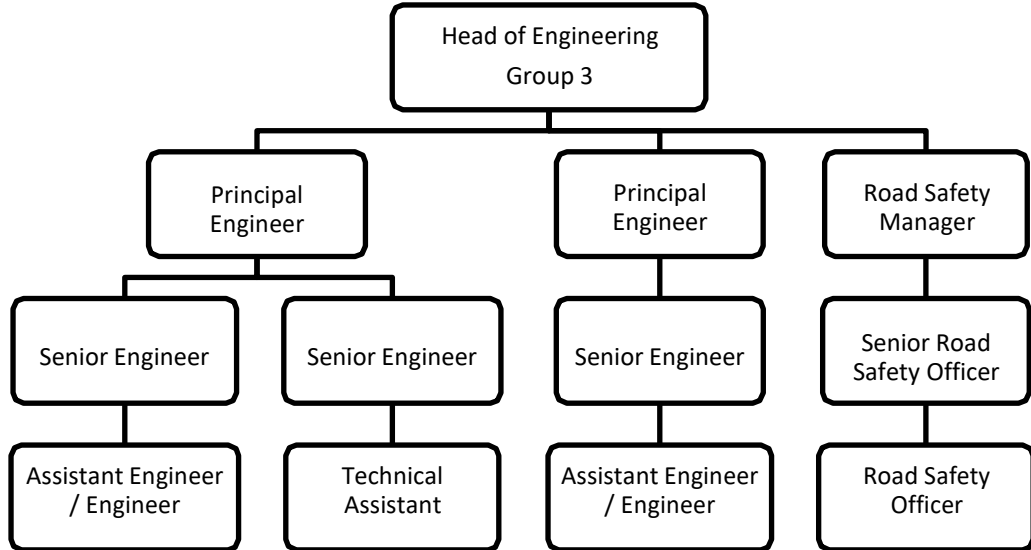 Head of Engineering
Group 3
Principal
Engineer
Principal
Engineer
Road Safety
Manager
Senior Engineer
Senior Engineer
Senior Engineer
Senior Road
Safety Officer
Assistant Engineer
/ Engineer
Technical
Assistant
Assistant Engineer
/ Engineer
Road Safety
Officer